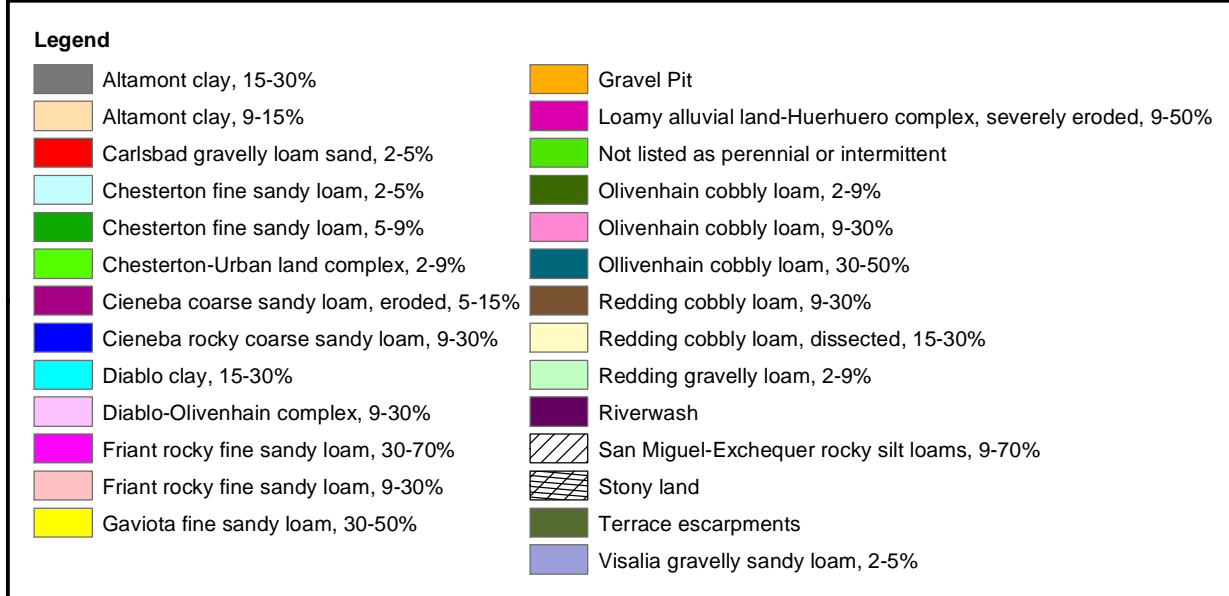 Legend
Altamont clay, 15-30%
Altamont clay, 9-15%
Carlsbad gravelly loam sand, 2-5%
Chesterton fine sandy loam, 2-5%
Chesterton fine sandy loam, 5-9%
Chesterton-Urban land complex, 2-9%
Cieneba coarse sandy loam, eroded, 5-15%
Cieneba rocky coarse sandy loam, 9-30%
Diablo clay, 15-30%
Diablo-Olivenhain complex, 9-30%
Friant rocky fine sandy loam, 30-70%
Friant rocky fine sandy loam, 9-30%
Gaviota fine sandy loam, 30-50%
Gravel Pit
Loamy alluvial land-Huerhuero complex, severely eroded, 9-50%
Not listed as perennial or intermittent
Olivenhain cobbly loam, 2-9%
Olivenhain cobbly loam, 9-30%
Ollivenhain cobbly loam, 30-50%
Redding cobbly loam, 9-30%
Redding cobbly loam, dissected, 15-30%
Redding gravelly loam, 2-9%
Riverwash
San Miguel-Exchequer rocky silt loams, 9-70%
Stony land
Terrace escarpments
Visalia gravelly sandy loam, 2-5%